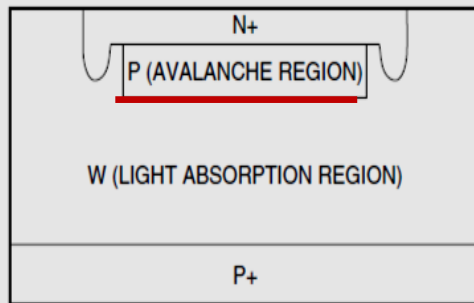 N+
P (AVALANCHE REGION)
W (LIGHT ABSORPTION REGION)
P+